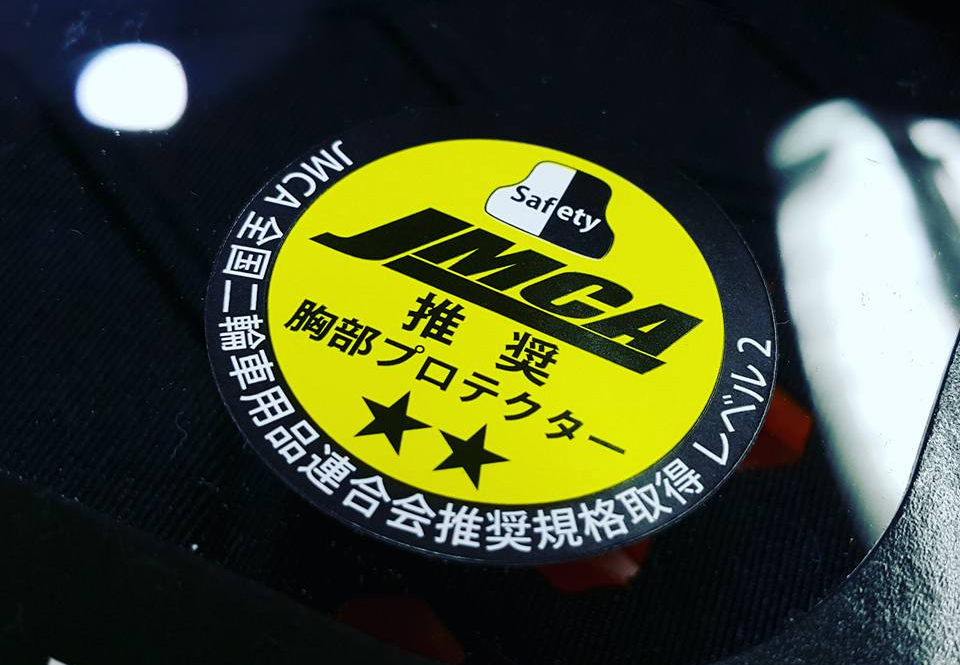 Safety
JMCA
推奨
胸部プロテクター
★★
JMCA 全国二輪車用品連合会推奨規格取得 レベル2